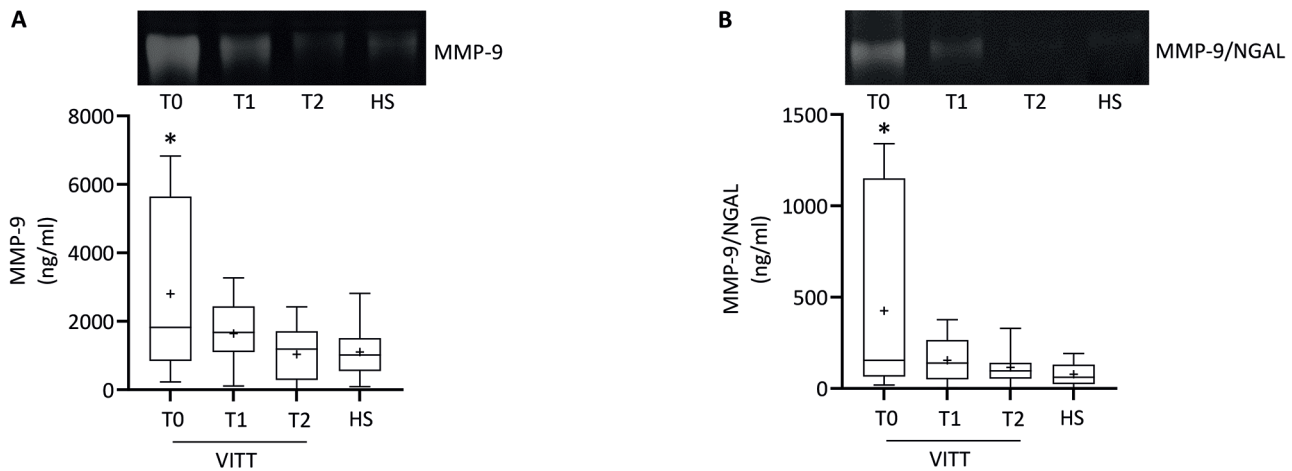 A
MMP-9
T0 T1 T2 HS
8000
*
6000
4000
2000
0
MMP-9
(ng/ml)
T0 T1 T2 HS
VITT
B
MMP-9/NGAL
T0 T1 T2 HS
1500
*
1000
500
0
MMP-9/NGAL
(ng/ml)
T0 T1 T2 HS
VITT